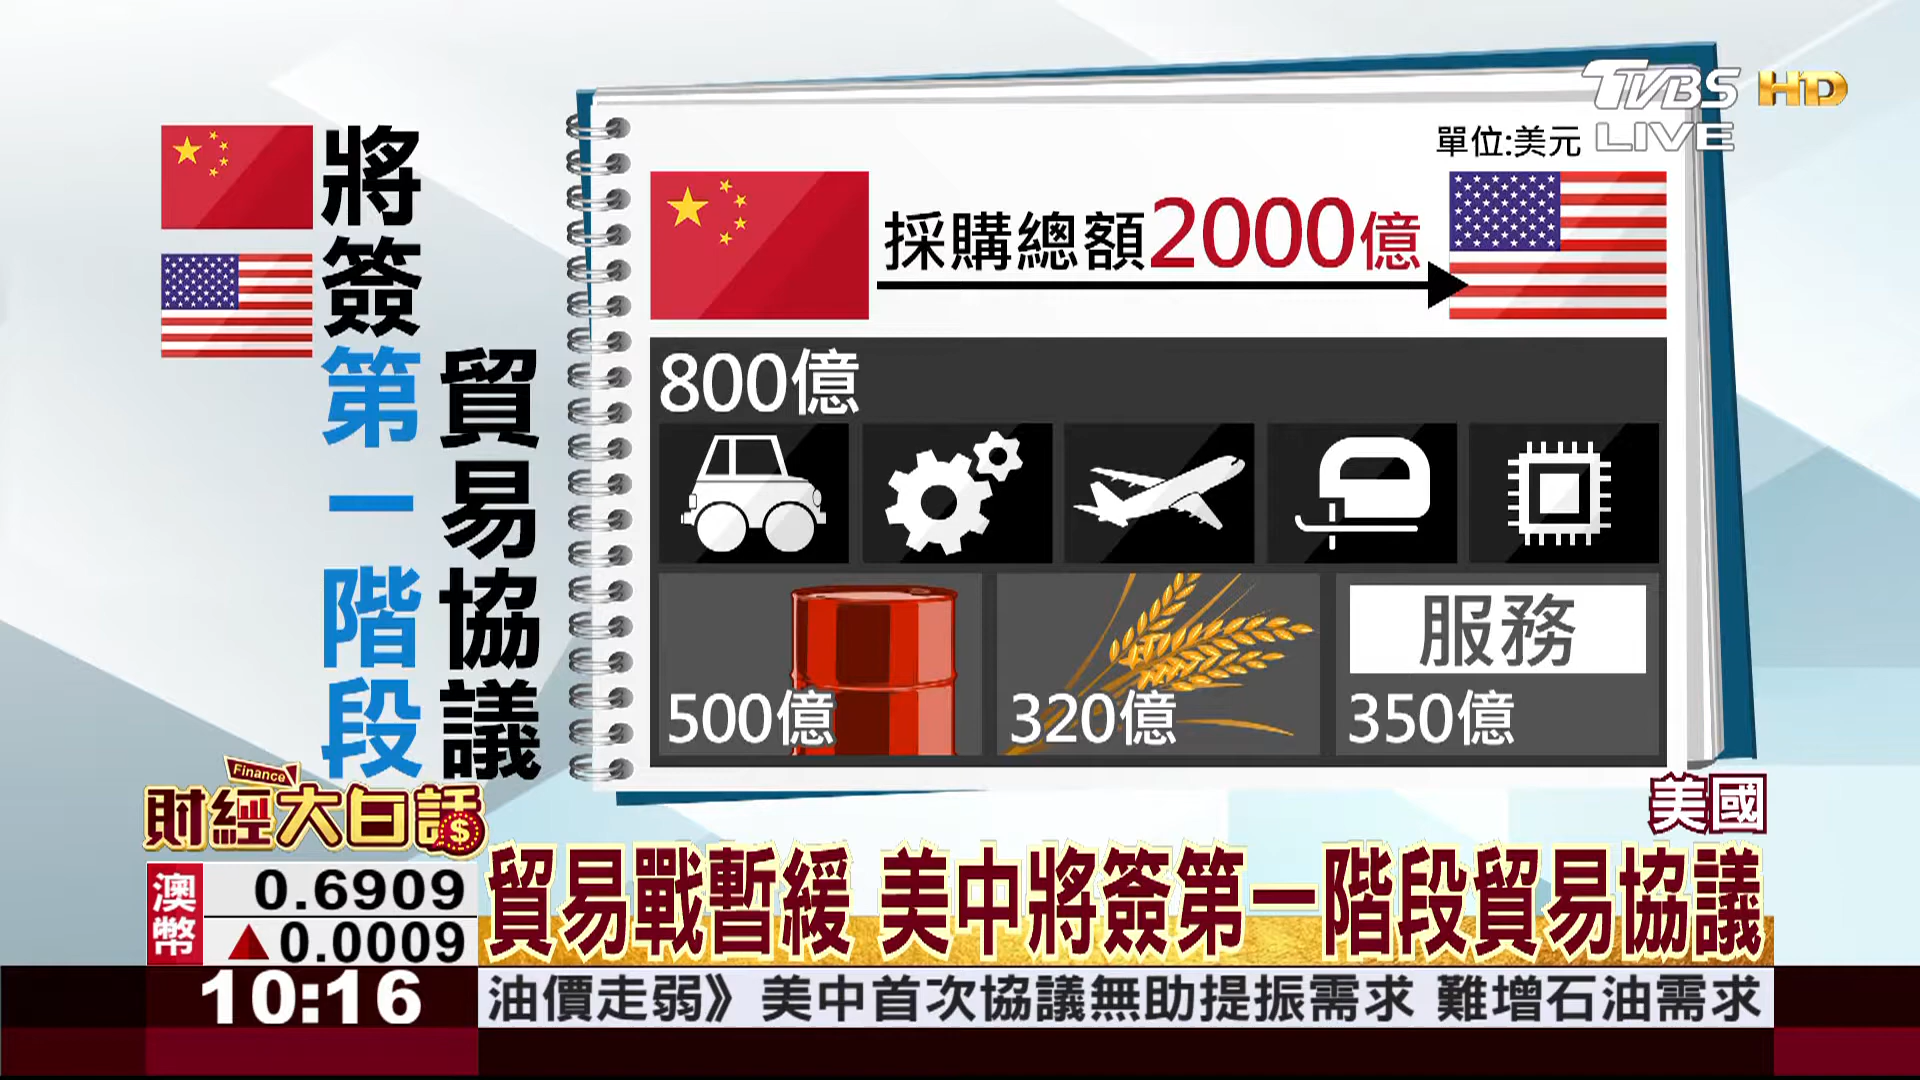 TVBS HD
LIVE
單位:美元
將簽第一階段
貿易協議
採購總額2000億
800億
服務
500億
320億
350億
美國
Finance
財經大白話
$
貿易戰暫緩 美中將簽第一階段貿易協議
澳幣
0.6909
▲0.0009
10:16
油價走弱》美中首次協議無助提振需求 難增石油需求